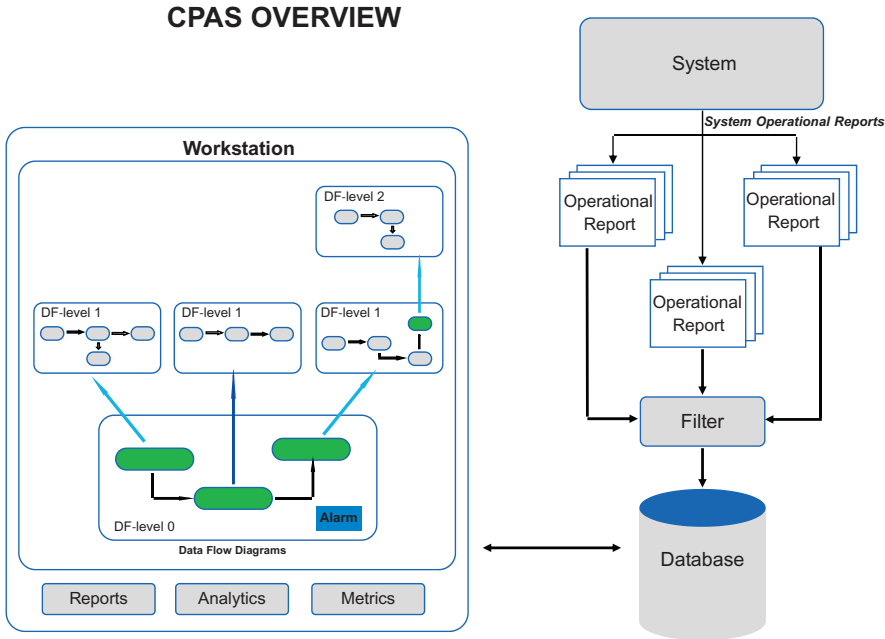 CPAS OVERVIEW
System
System Operational Reports
Operational
Report
Operational
Report
Operational
Report
Filter
Database
Workstation
DF-level 2
DF-level 1
DF-level 1
DF-level 1
DF-level 0
Alarm
Data Flow Diagrams
Reports
Analytics
Metrics